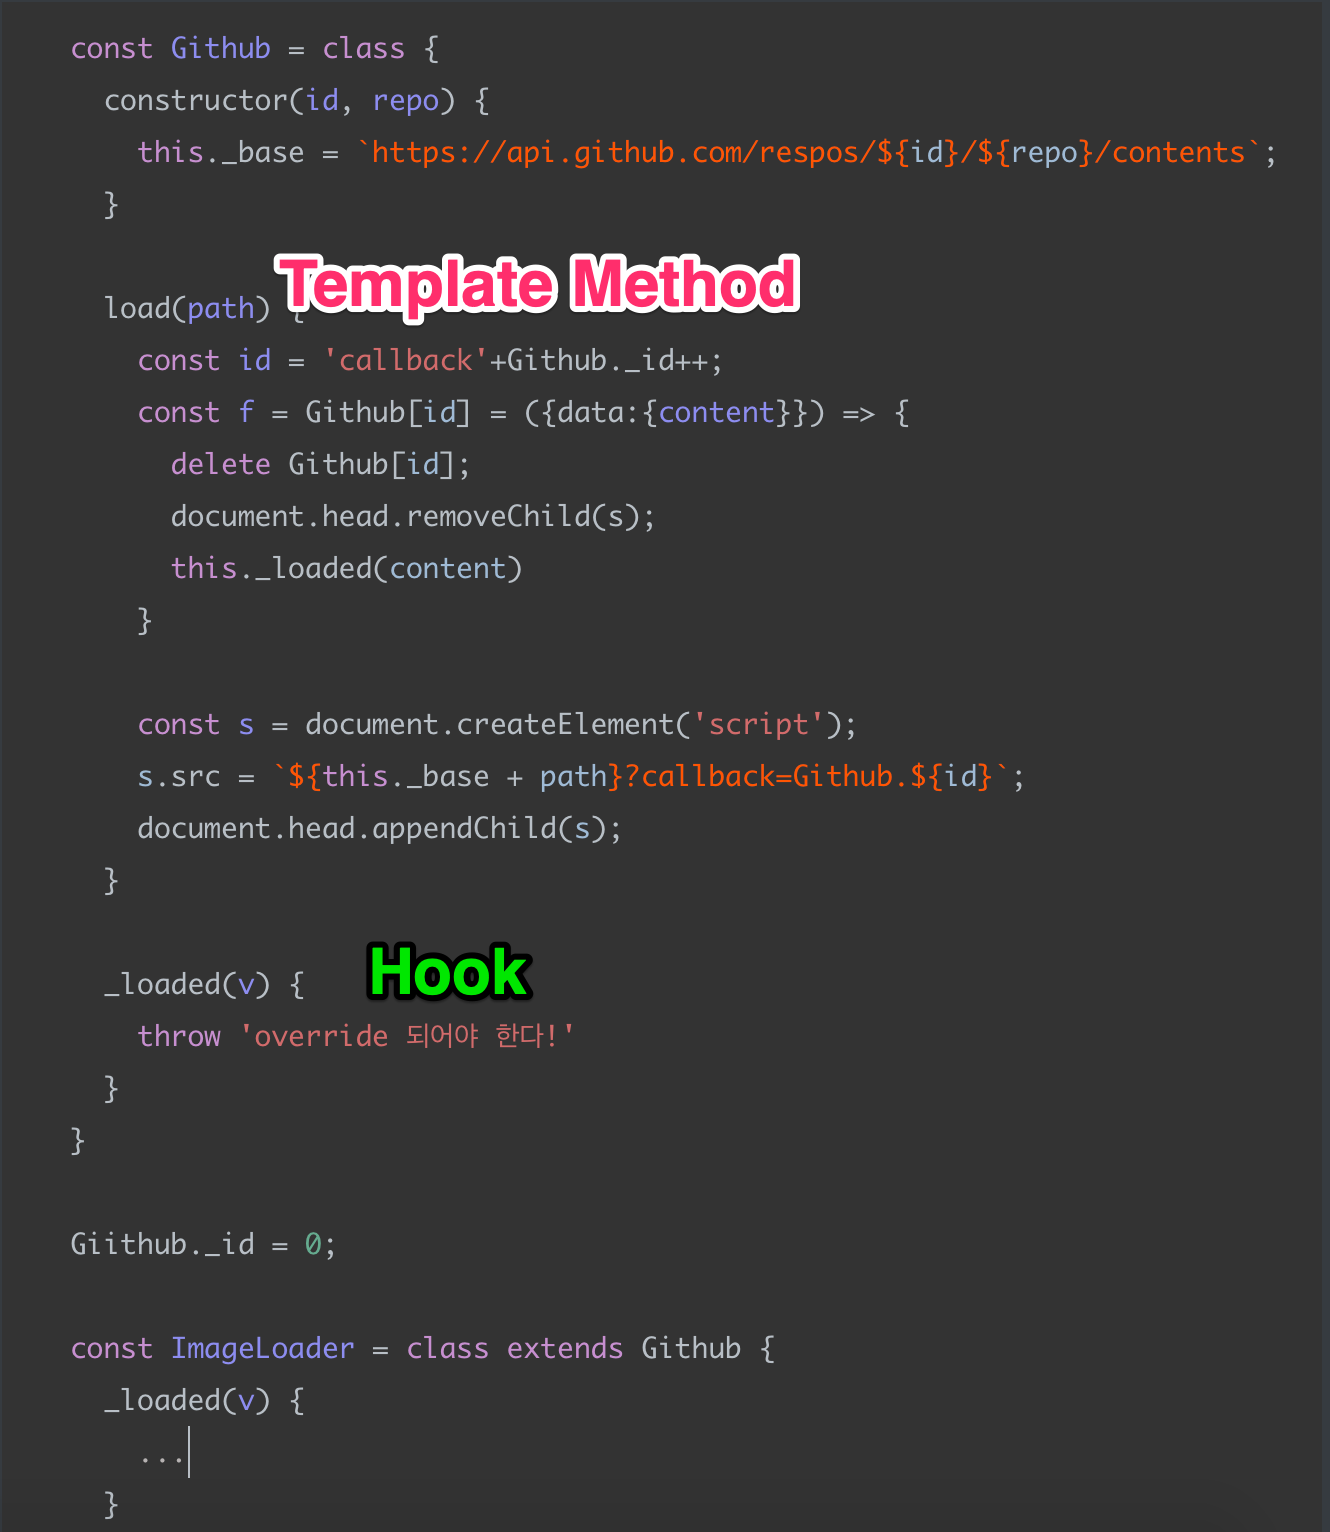 const Github = class {
constructor(id, repo) {
this._base = `https://api.github.com/respos/${id}/${repo}/contents`;
}
Template Method
load(path) {
const id = 'callback'+Github._id++;
const f = Github[id] = ({data:{content}}) => {
delete Github[id];
document.head.removeChild(s);
this._loaded(content)
}
const s = document.createElement('script');
s.src = `${this._base + path}?callback=Github.${id}`;
document.head.appendChild(s);
}
Hook
_loaded(v) {
throw 'override 되어야 한다!'
}
}
Giithub._id = 0;
const ImageLoader = class extends Github {
_loaded(v) {
...
}